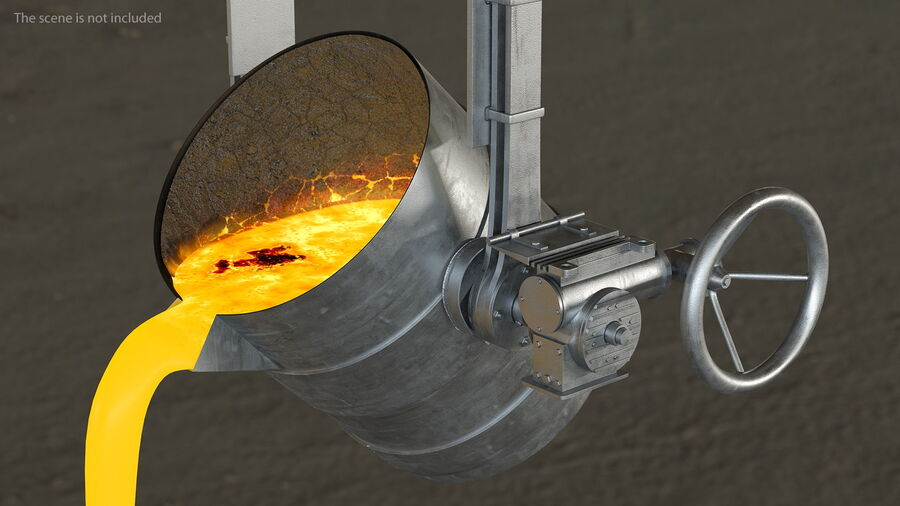 The scene is not included